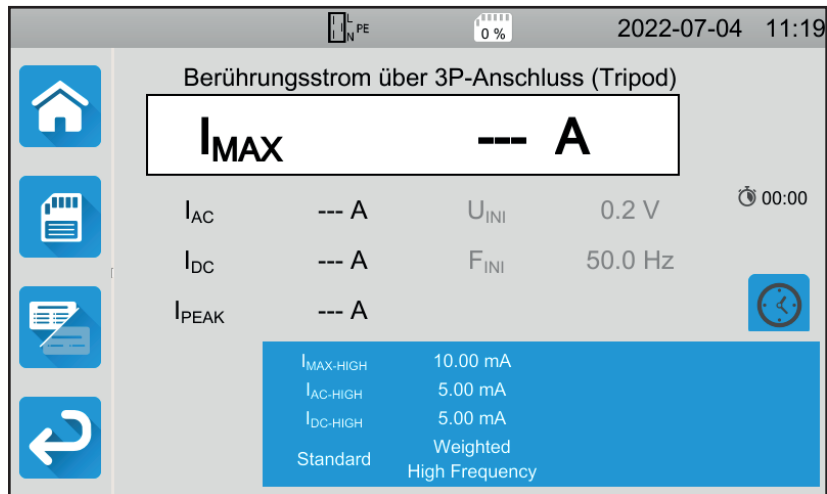 L N PE 0 % 2022-07-04 11:19
Berührungsstrom über 3P-Anschluss (Tripod)
IMAX --- A
IAC --- A UINI 0.2 V 00:00
IDC --- A FINI 50.0 Hz
IPEAK --- A
IMAX-HIGH 10.00 mA
IAC-HIGH 5.00 mA
IDC-HIGH 5.00 mA
Standard Weighted
High Frequency